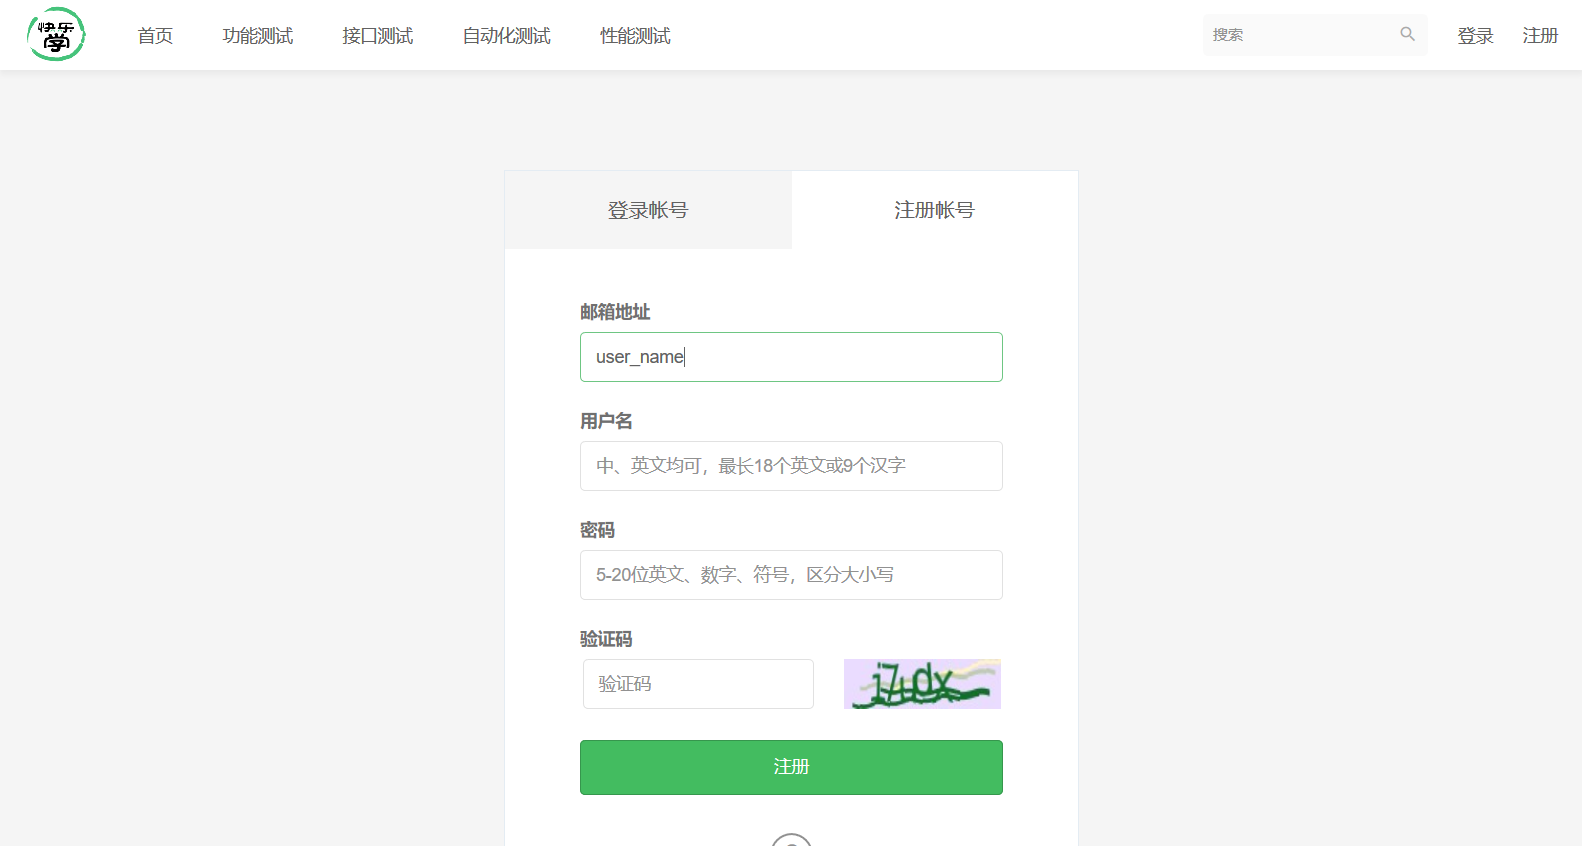 快乐
学
首页 功能测试 接口测试 自动化测试 性能测试 搜索 登录 注册
登录帐号 注册帐号
邮箱地址
user_name
用户名
中、英文均可，最长18个英文或9个汉字
密码
5-20位英文、数字、符号，区分大小写
验证码
验证码
注册